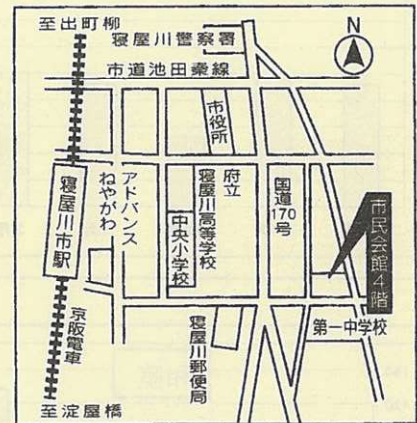 至出町柳
寝屋川警察署
N
市道池田秦線
市役所
寝屋川市駅
アドバンス
ねやがわ
府立
寝屋川高等学校
中央小学校
国道170号
市民会館4階
京阪電車
寝屋川郵便局
第一中学校
至淀屋橋